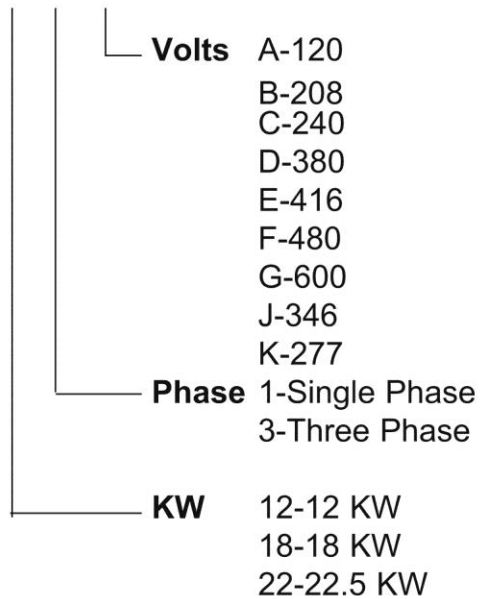 Volts A-120
B-208
C-240
D-380
E-416
F-480
G-600
J-346
K-277
Phase 1-Single Phase
3-Three Phase
KW 12-12 KW
18-18 KW
22-22.5 KW